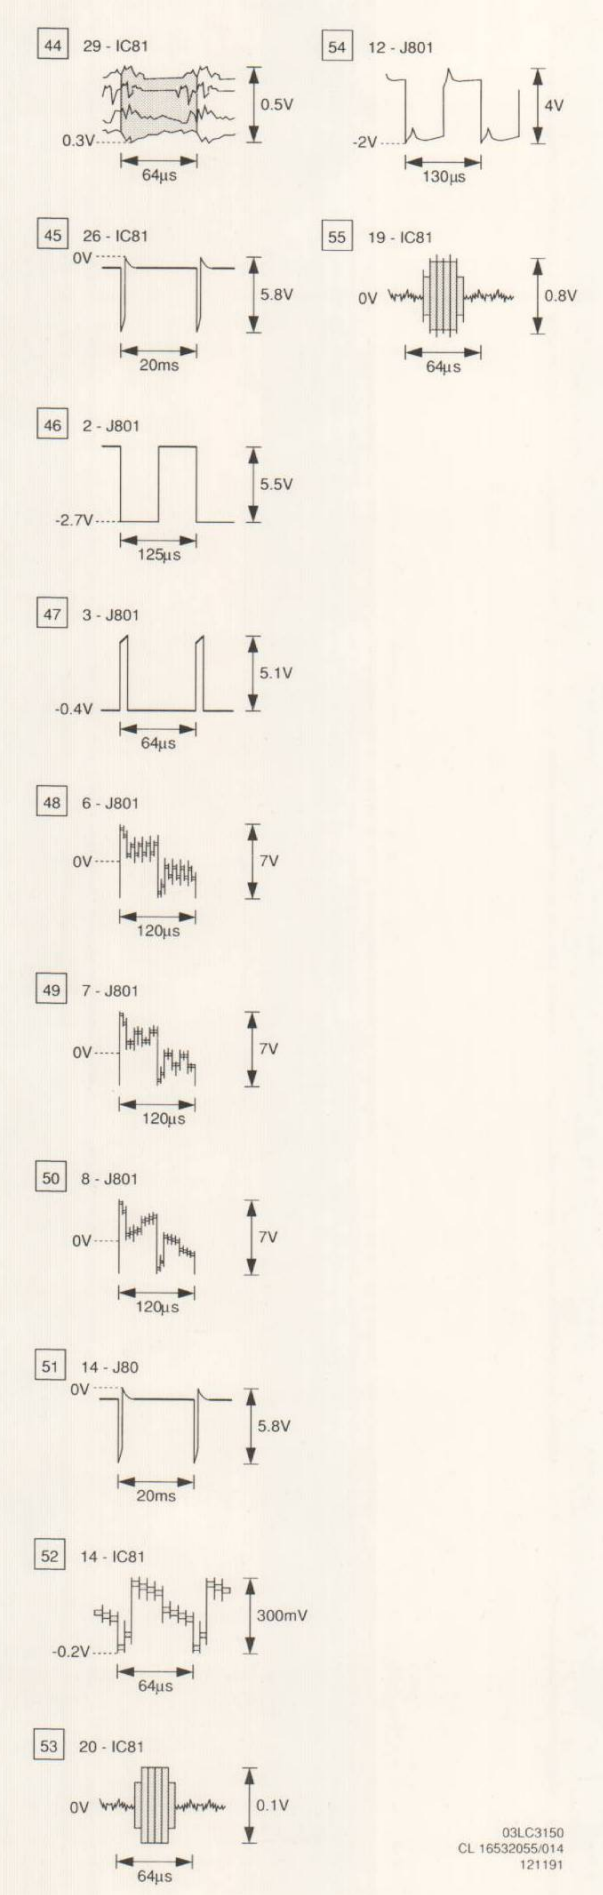 44 29 - IC81
0.5V
0.3V
64µs
45 26 - IC81
0V
5.8V
20ms
46 2 - J801
5.5V
-2.7V
125µs
47 3 - J801
5.1V
-0.4V
64µs
48 6 - J801
0V 7V
120µs
49 7 - J801
0V 7V
120µs
50 8 - J801
0V 7V
120µs
51 14 - J80
0V
5.8V
20ms
52 14 - IC81
300mV
-0.2V
64µs
53 20 - IC81
0V 0.1V
64µs
54 12 - J801
4V
-2V
130µs
55 19 - IC81
0V 0.8V
64µs
03LC3150
CL 16532055/014
121191